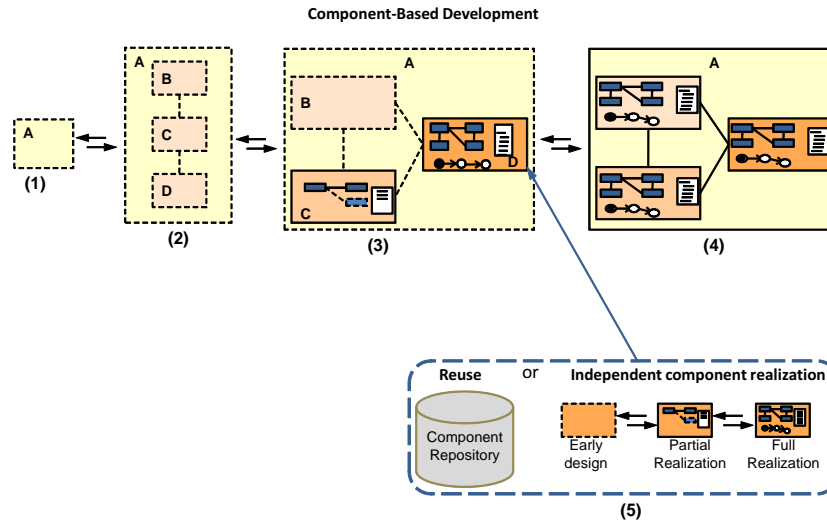 Component-Based Development
A
(1)
A
B
C
D
(2)
A
B
C
D
(3)
A
(4)
Reuse or Independent component realization
Component
Repository
Early
design
Partial
Realization
Full
Realization
(5)